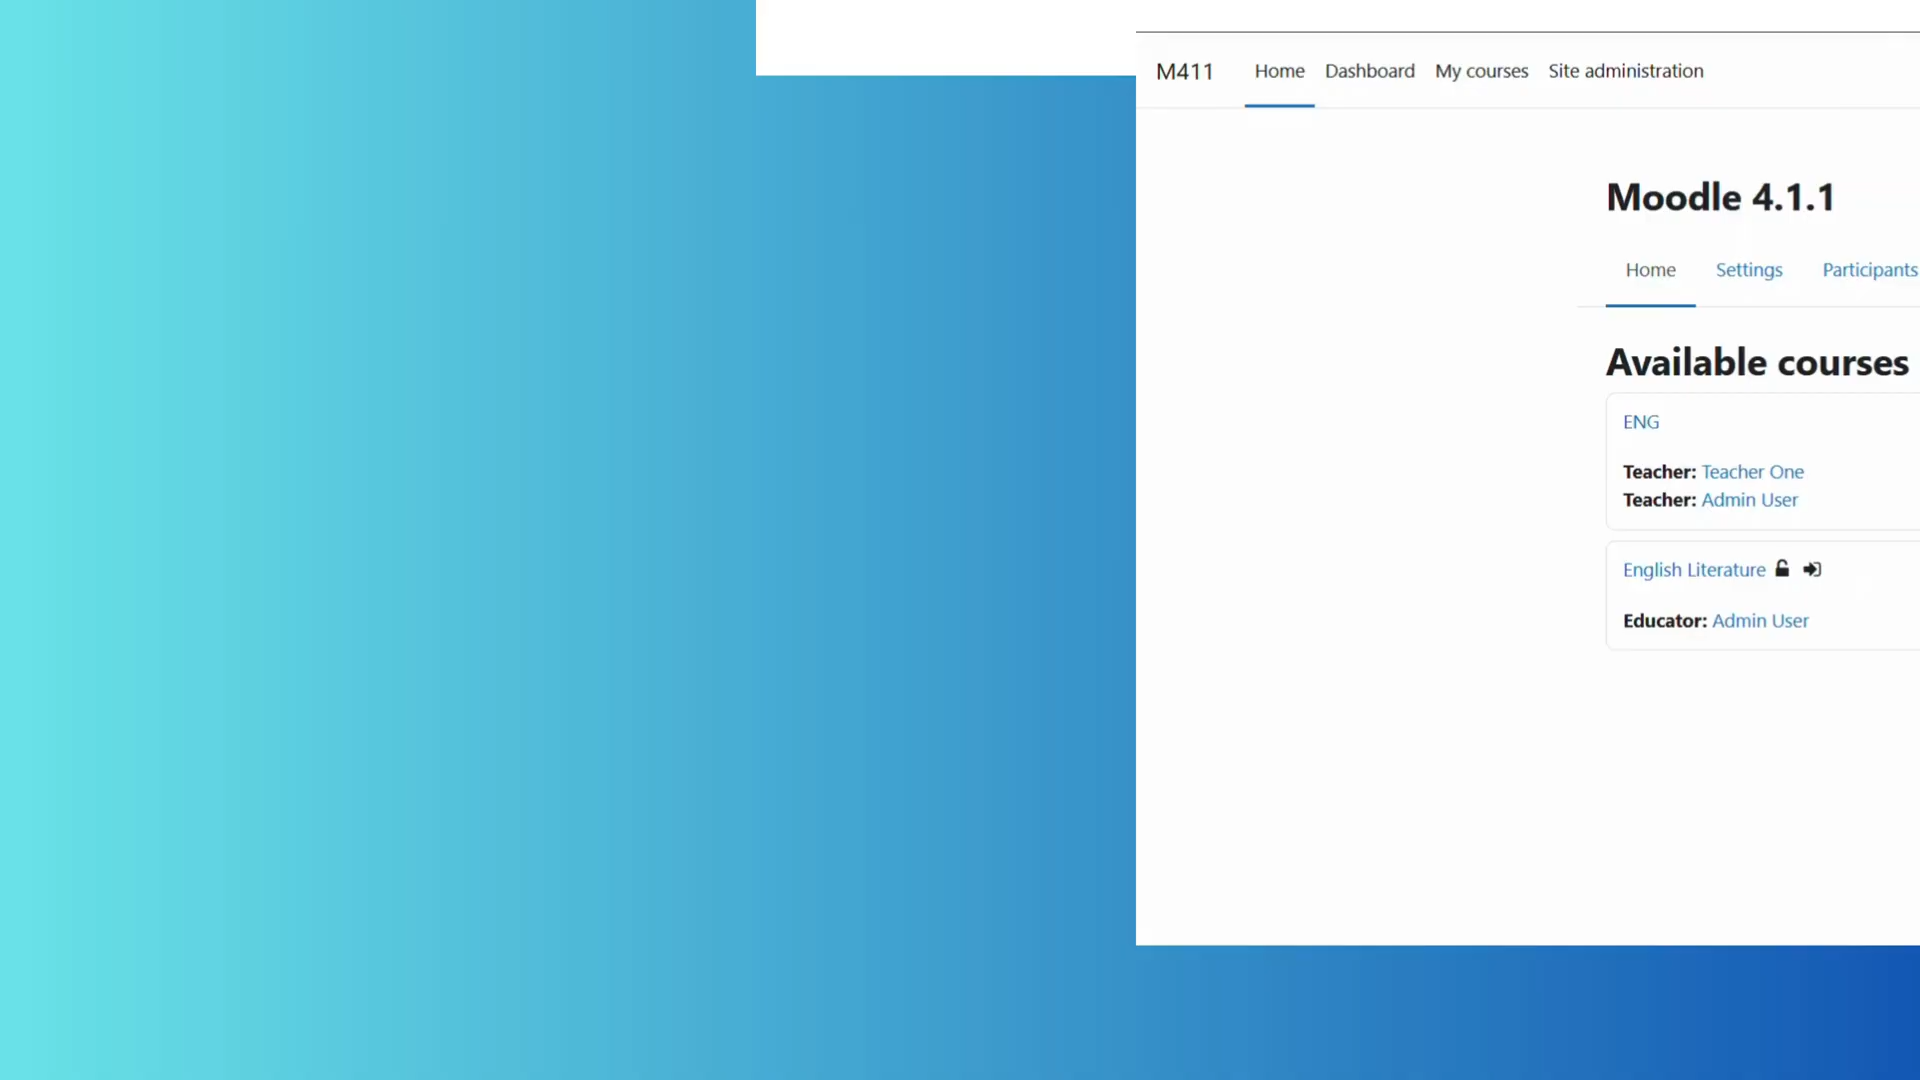 M411 Home Dashboard My courses Site administration
Moodle 4.1.1
Home Settings Participants
Available courses
ENG
Teacher: Teacher One
Teacher: Admin User
English Literature
Educator: Admin User